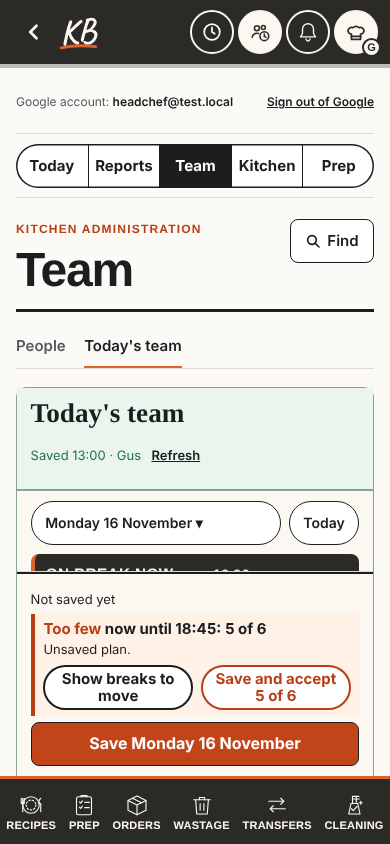 KB
G
Google account: headchef@test.local Sign out of Google
Today Reports Team Kitchen Prep
KITCHEN ADMINISTRATION
Team
Find
People Today's team
Today's team
Saved 13:00 · Gus Refresh
Monday 16 November ▾ Today
ON BREAK NOW
Not saved yet
Too few now until 18:45: 5 of 6
Unsaved plan.
Show breaks to move
Save and accept 5 of 6
Save Monday 16 November
RECIPES PREP ORDERS WASTAGE TRANSFERS CLEANING